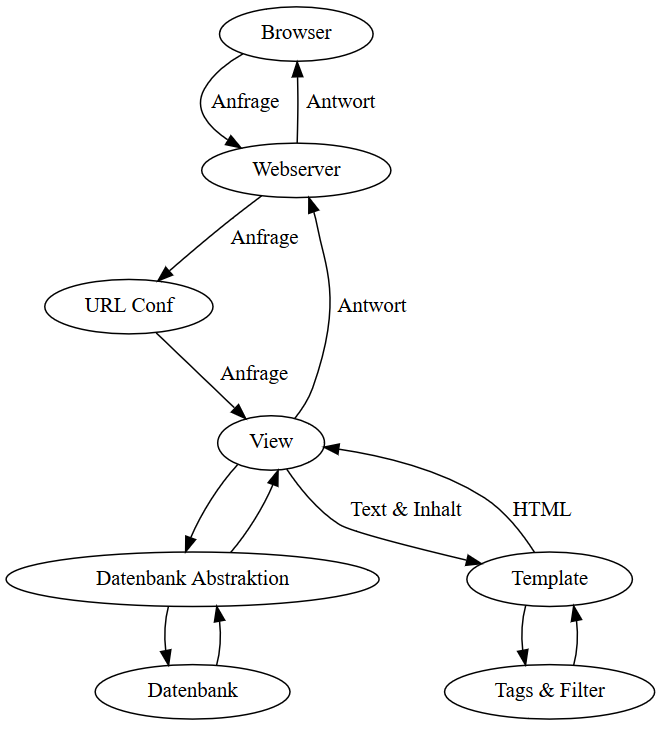 Browser
Anfrage
Antwort
Webserver
Anfrage
URL Conf
Antwort
Anfrage
View
Text & Inhalt
HTML
Datenbank Abstraktion
Template
Datenbank
Tags & Filter